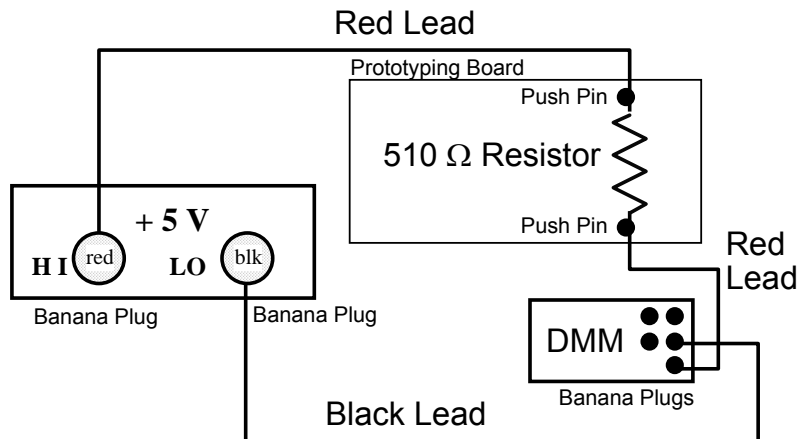 Red Lead
Prototyping Board
Push Pin
510 Ω Resistor
Push Pin
+ 5 V
H I
red
LO
blk
Banana Plug
Banana Plug
Red
Lead
DMM
Banana Plugs
Black Lead